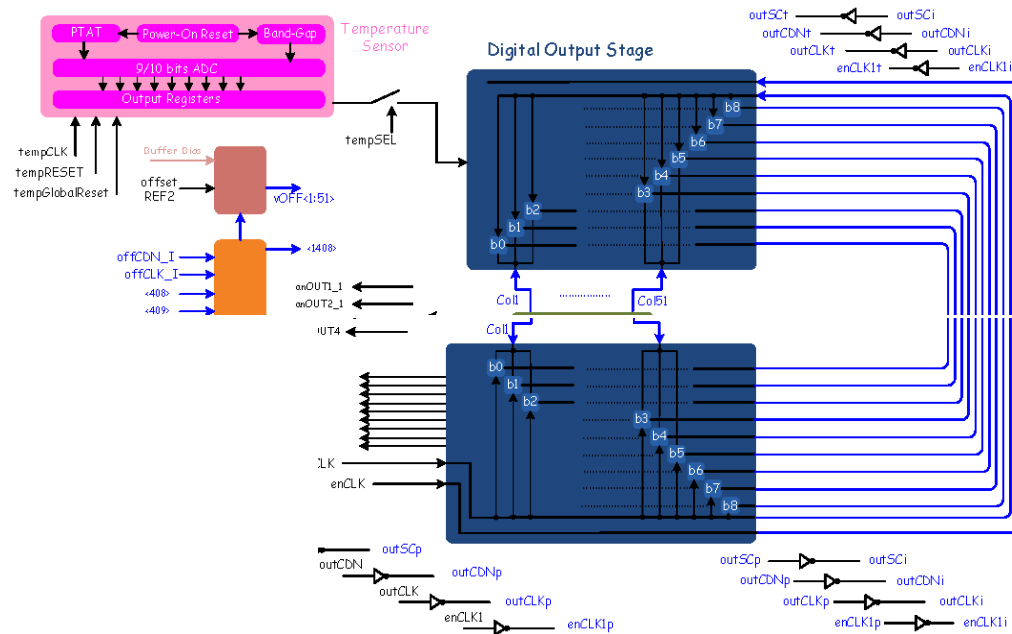 PTAT
Power-On Reset
Band-Gap
9/10 bits ADC
Output Registers
Temperature
Sensor
tempCLK
tempRESET
tempGlobalReset
tempSEL
Buffer Bias
offset
REF2
vOFF<1:51>
offCDN_I
offCLK_I
<408>
<409>
<1408>
anOUT1_1
anOUT2_1
OUT4
Digital Output Stage
b8
b7
b6
b5
b4
b3
b2
b1
b0
Col1
Col51
Col1
b0
b1
b2
b3
b4
b5
b6
b7
b8
CLK
enCLK
outSCt
outSCi
outCDNt
outCDNi
outCLKt
outCLKi
enCLK1t
enCLK1i
outSCp
outCDN
outCDNp
outCLK
outCLKp
enCLK1
enCLK1p
outSCp
outSCi
outCDNp
outCDNi
outCLKp
outCLKi
enCLK1p
enCLK1i